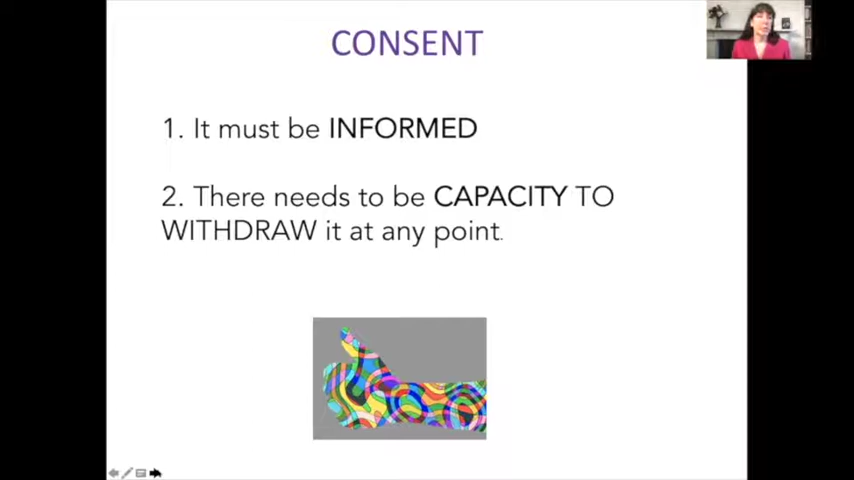 CONSENT
1. It must be INFORMED
2. There needs to be CAPACITY TO
WITHDRAW it at any point.